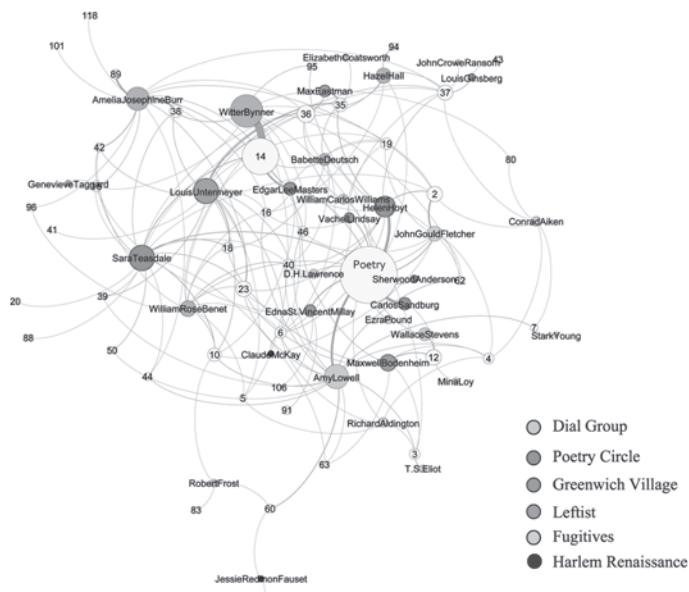 118
101
94
ElizabethCoatsworth
JohnCroweRansom
43
95
89
HazelHall
LouisGinsberg
MaxEastman
37
AmeliaJosephineBurr
35
38
WitterBynner
36
42
19
14
BabetteDeutsch
80
GenevieveTaggard
LouisUntermeyer
EdgarLeeMasters
2
WilliamCarlosWilliams
96
HelenHoyt
16
VachelLindsay
ConradAiken
41
46
JohnGouldFletcher
18
SaraTeasdale
40
Poetry
D.H.Lawrence
SherwoodAnderson
62
23
39
20
CarlosSandburg
WilliamRoseBenet
EdnaSt.VincentMillay
EzraPound
7
88
6
WallaceStevens
StarkYoung
50
10
ClaudeMcKay
12
4
MaxwellBodenheim
44
AmyLowell
MinaLoy
106
5
91
RichardAldington
Dial Group
3
Poetry Circle
63
T.S.Eliot
RobertFrost
Greenwich Village
83
60
Leftist
Fugitives
Harlem Renaissance
JessieRedmonFauset